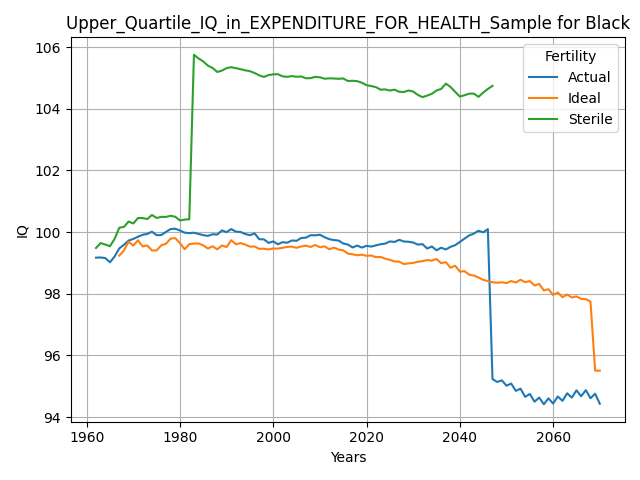 Upper_Quartile_IQ_in_EXPENDITURE_FOR_HEALTH_Sample for Black
Fertility
Actual
Ideal
Sterile
106
104
102
100
98
96
94
IQ
1960
1980
2000
2020
2040
2060
Years